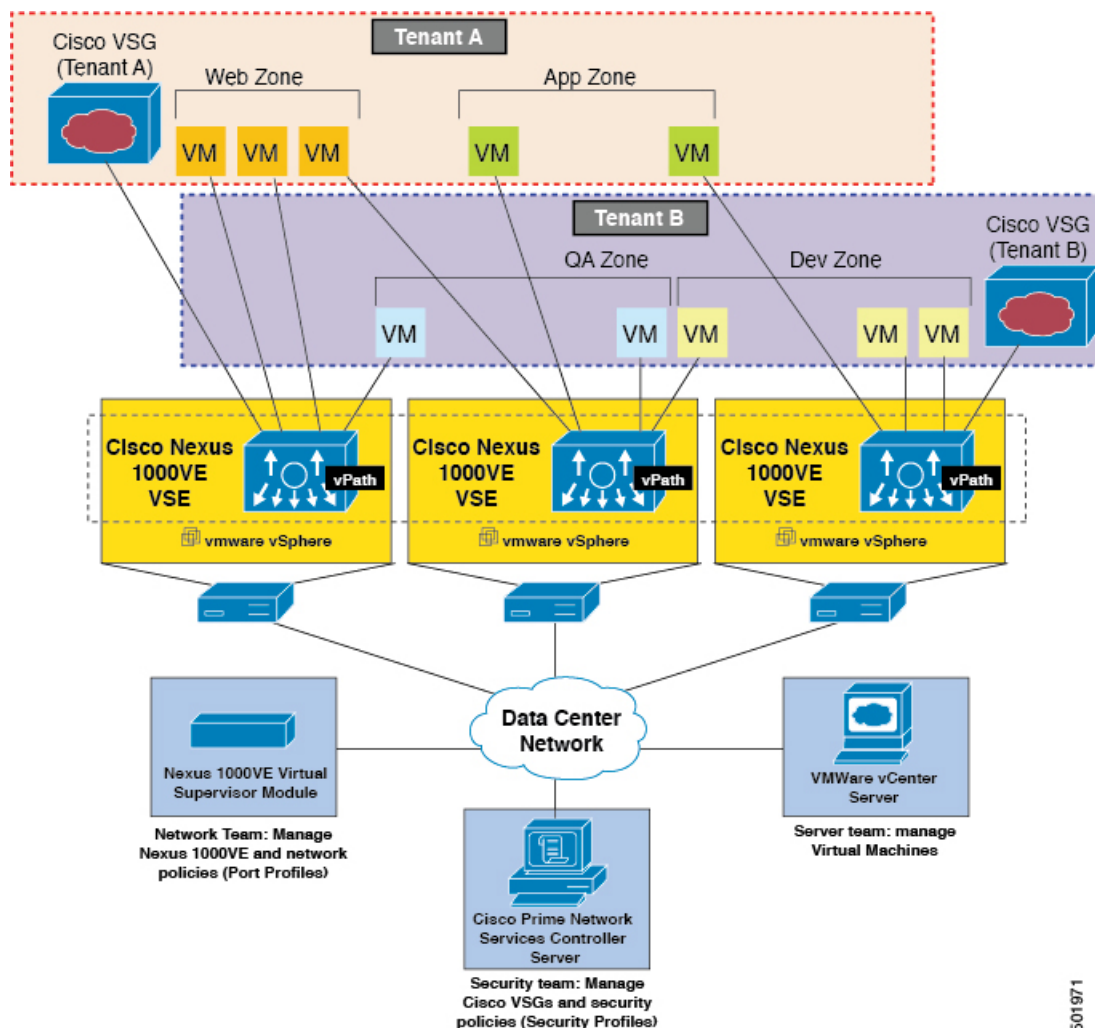 Tenant A
Cisco VSG
(Tenant A)
Web Zone
App Zone
VM
VM
VM
VM
VM
Tenant B
Cisco VSG
(Tenant B)
QA Zone
Dev Zone
VM
VM
VM
VM
VM
CIsco Nexus
1000VE
VSE
vPath
vmware vSphere
CIsco Nexus
1000VE
VSE
vPath
vmware vSphere
CIsco Nexus
1000VE
VSE
vPath
vmware vSphere
Data Center
Network
Nexus 1000VE Virtual
Supervisor Module
Network Team: Manage
Nexus 1000VE and network
policies (Port Profiles)
VMWare vCenter
Server
Server team: manage
Virtual Machines
Cisco Prime Network
Services Controller
Server
Security team: Manage
Cisco VSGs and security
policies (Security Profiles)
501971